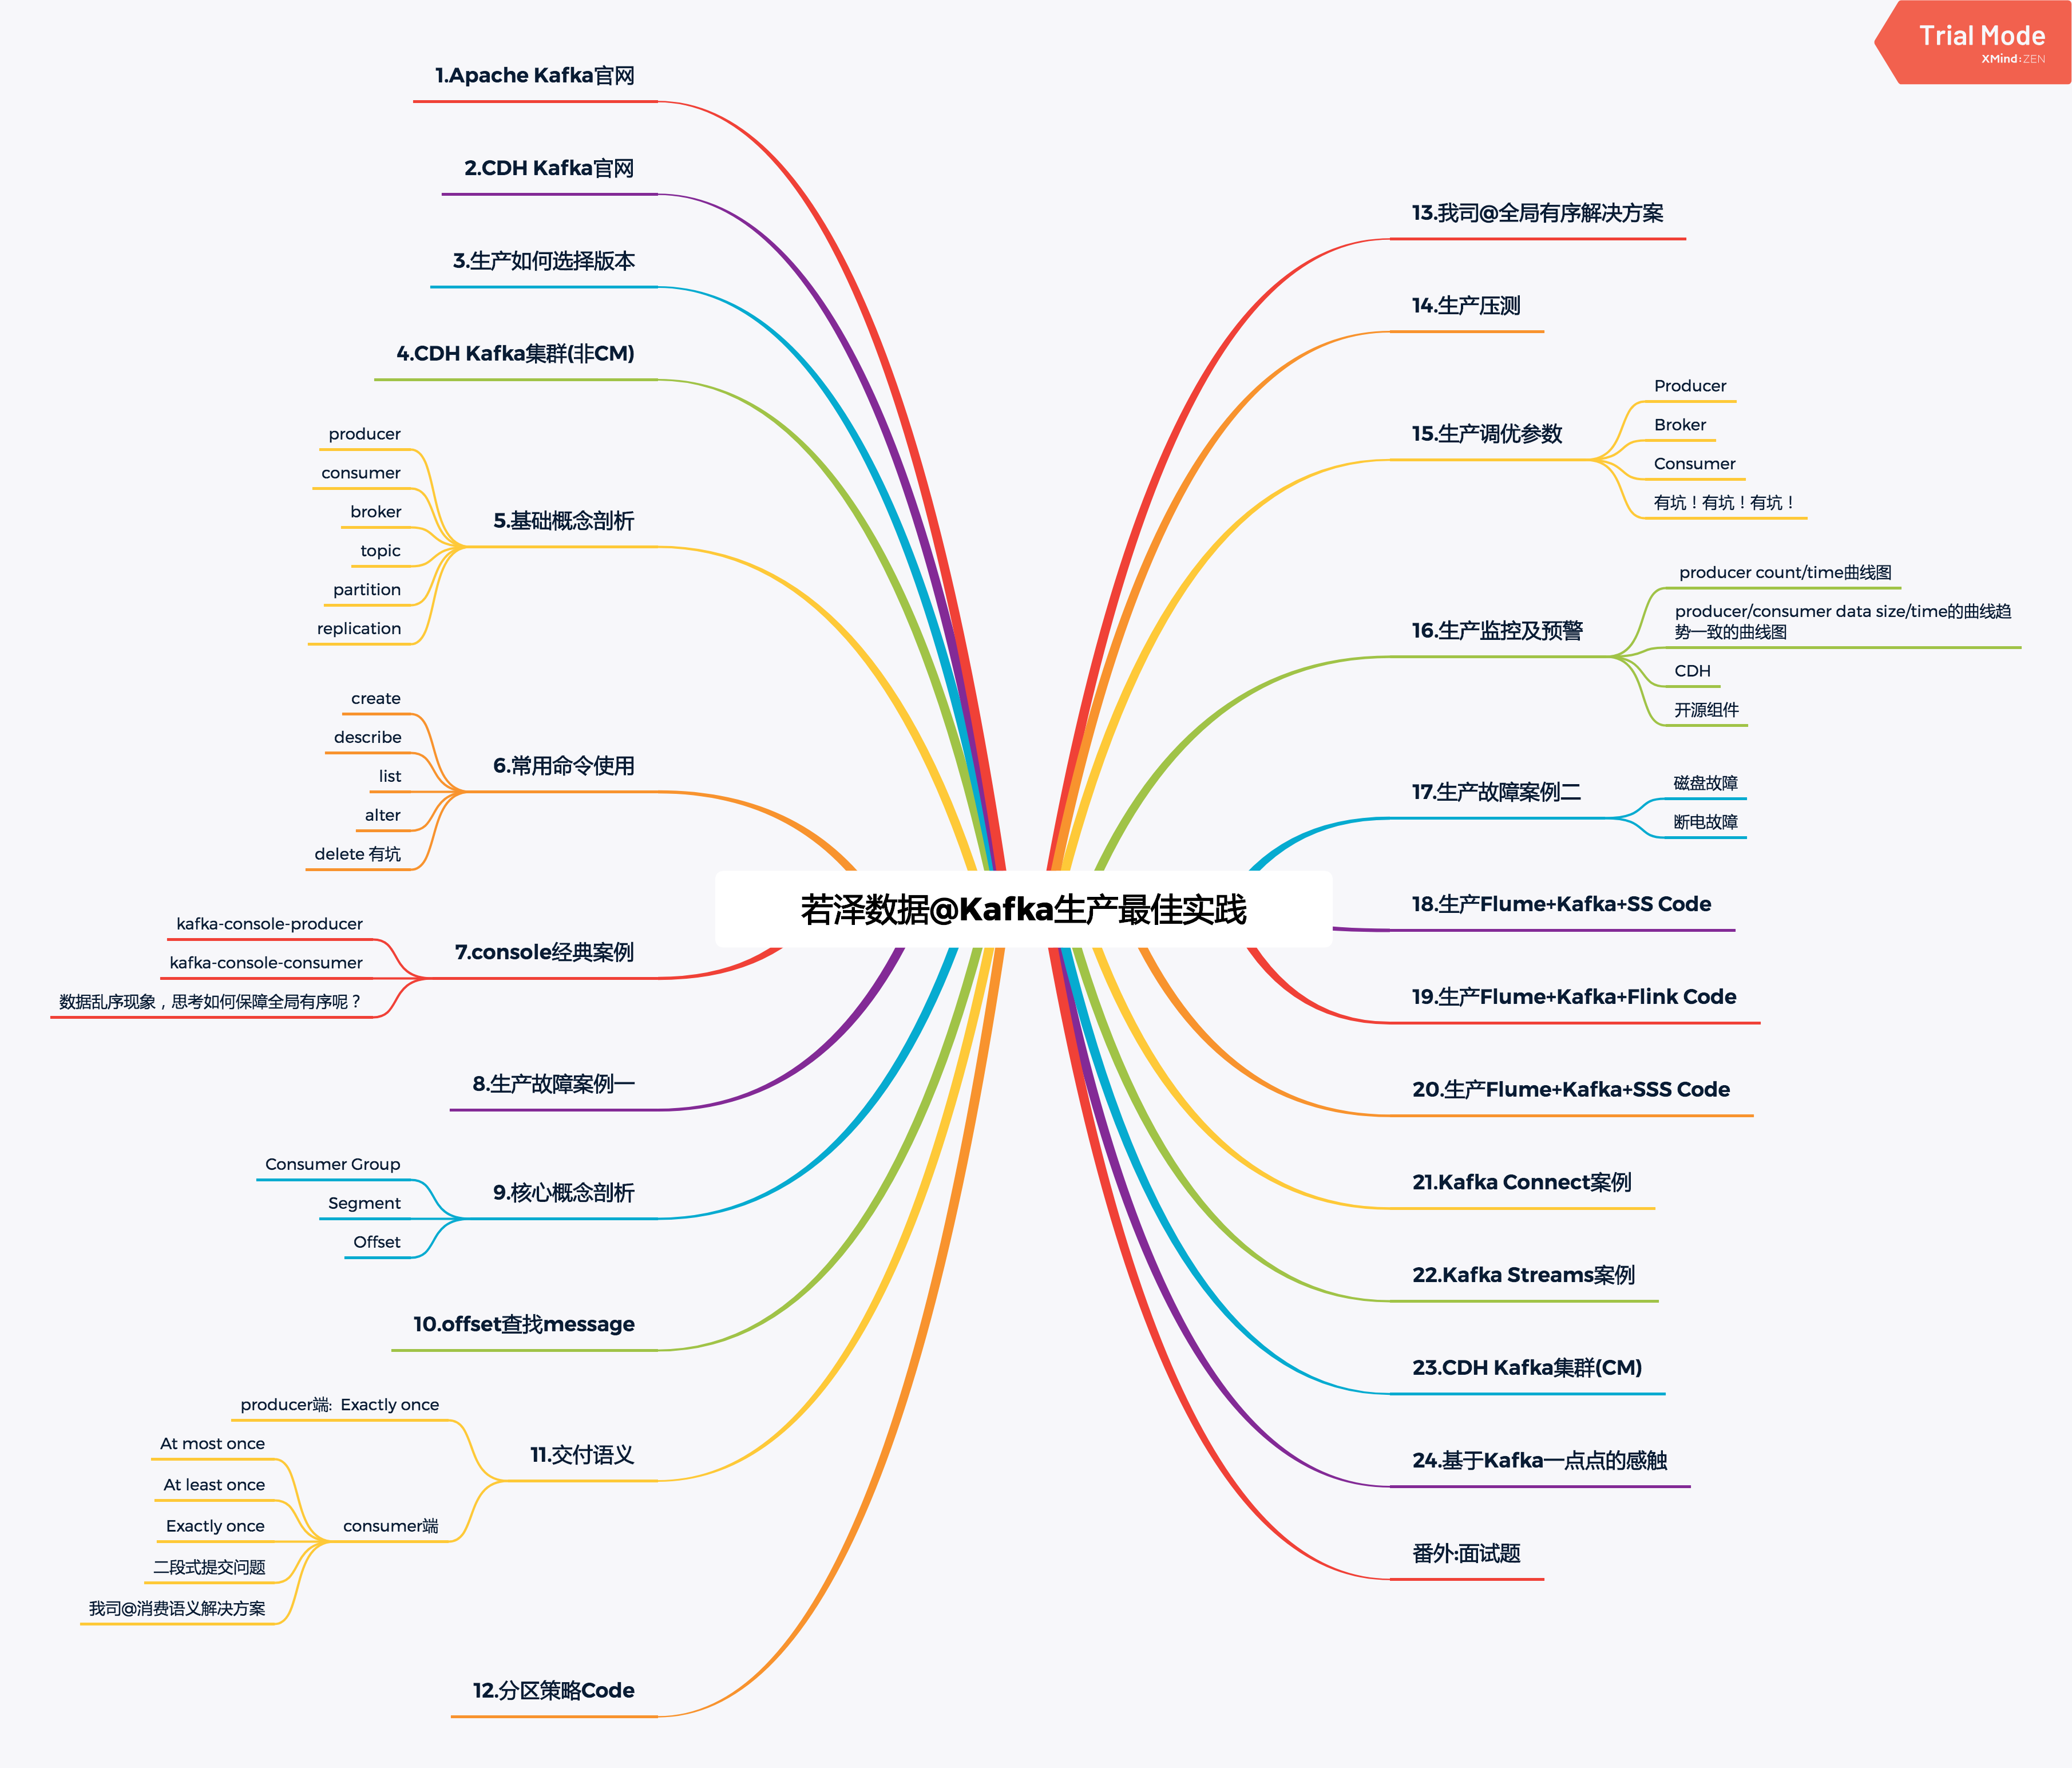 Trial Mode
XMind:ZEN
若泽数据@Kafka生产最佳实践
1.Apache Kafka官网
2.CDH Kafka官网
3.生产如何选择版本
4.CDH Kafka集群(非CM)
5.基础概念剖析
producer
consumer
broker
topic
partition
replication
6.常用命令使用
create
describe
list
alter
delete 有坑
7.console经典案例
kafka-console-producer
kafka-console-consumer
数据乱序现象，思考如何保障全局有序呢？
8.生产故障案例一
9.核心概念剖析
Consumer Group
Segment
Offset
10.offset查找message
11.交付语义
producer端: Exactly once
consumer端
At most once
At least once
Exactly once
二段式提交问题
我司@消费语义解决方案
12.分区策略Code
13.我司@全局有序解决方案
14.生产压测
15.生产调优参数
Producer
Broker
Consumer
有坑！有坑！有坑！
16.生产监控及预警
producer count/time曲线图
producer/consumer data size/time的曲线趋
势一致的曲线图
CDH
开源组件
17.生产故障案例二
磁盘故障
断电故障
18.生产Flume+Kafka+SS Code
19.生产Flume+Kafka+Flink Code
20.生产Flume+Kafka+SSS Code
21.Kafka Connect案例
22.Kafka Streams案例
23.CDH Kafka集群(CM)
24.基于Kafka一点点的感触
番外:面试题